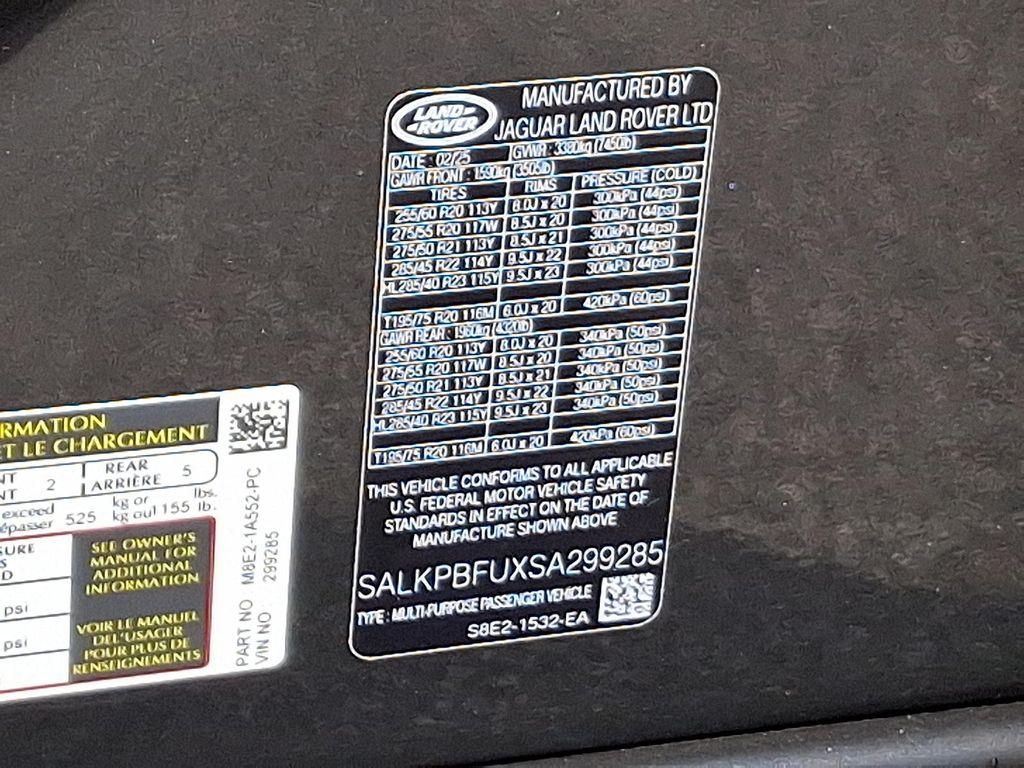 LAND ROVER
MANUFACTURED BY
JAGUAR LAND ROVER LTD
DATE : 02/25 GVWR : 3380kg (7450lb)
GAWR FRONT : 1590kg (3505lb)
TIRES RIMS PRESSURE (COLD)
255/60 R20 113Y 8.0J x 20 300kPa (44psi)
275/55 R20 117W 8.5J x 20 300kPa (44psi)
275/50 R21 113Y 8.5J x 21 300kPa (44psi)
285/45 R22 114Y 9.5J x 22 300kPa (44psi)
HL285/40 R23 115Y 9.5J x 23 300kPa (44psi)
T195/75 R20 116M 6.0J x 20 420kPa (60psi)
GAWR REAR : 1960kg (4320lb)
255/60 R20 113Y 8.0J x 20 340kPa (50psi)
275/55 R20 117W 8.5J x 20 340kPa (50psi)
275/50 R21 113Y 8.5J x 21 340kPa (50psi)
285/45 R22 114Y 9.5J x 22 340kPa (50psi)
HL285/40 R23 115Y 9.5J x 23 340kPa (50psi)
T195/75 R20 116M 6.0J x 20 420kPa (60psi)
THIS VEHICLE CONFORMS TO ALL APPLICABLE
U.S. FEDERAL MOTOR VEHICLE SAFETY
STANDARDS IN EFFECT ON THE DATE OF
MANUFACTURE SHOWN ABOVE
SALKPBFUXSA299285
TYPE : MULTI-PURPOSE PASSENGER VEHICLE
S8E2-1532-EA
RMATION
ET LE CHARGEMENT
NT 2 REAR 5
NT ARRIÈRE
exceed 525 kg or 1155 lbs.
épasser kg ou lb.
SURE
S
D
psi
psi
SEE OWNER'S
MANUAL FOR
ADDITIONAL
INFORMATION
VOIR LE MANUEL
DE L'USAGER
POUR PLUS DE
RENSEIGNEMENTS
PART NO M8E2-1A552-PC
VIN NO 299285